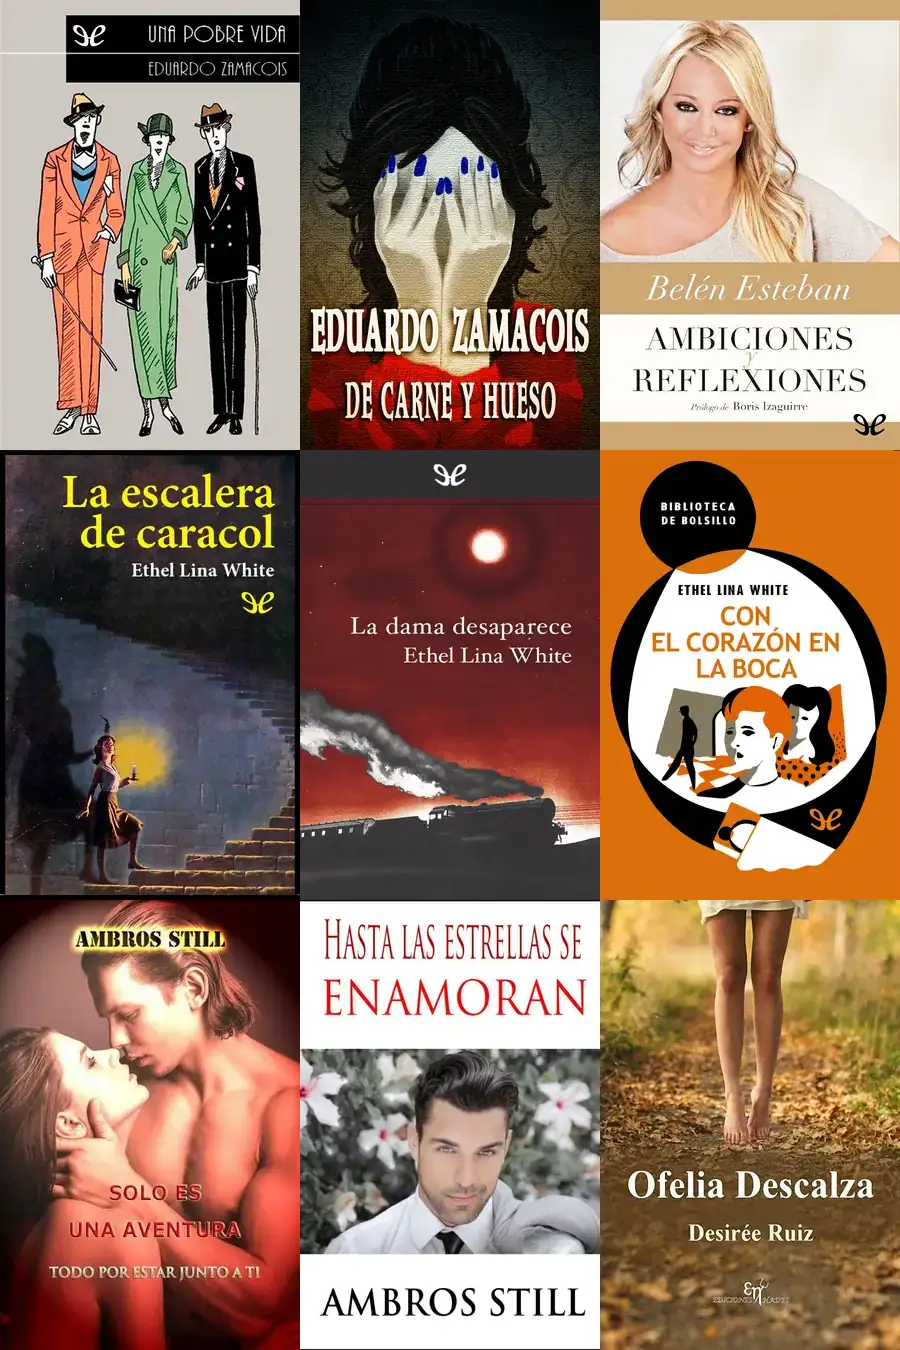 UNA POBRE VIDA
EDUARDO ZAMACOIS
EDUARDO ZAMACOIS
DE CARNE Y HUESO
Belén Esteban
AMBICIONES
y
REFLEXIONES
Prólogo de Boris Izaguirre
La escalera
de caracol
Ethel Lina White
La dama desaparece
Ethel Lina White
BIBLIOTECA
DE BOLSILLO
ETHEL LINA WHITE
CON
EL CORAZÓN EN
LA BOCA
AMBROS STILL
SOLO ES
UNA AVENTURA
TODO POR ESTAR JUNTO A TI
HASTA LAS ESTRELLAS SE
ENAMORAN
AMBROS STILL
Ofelia Descalza
Desirée Ruiz